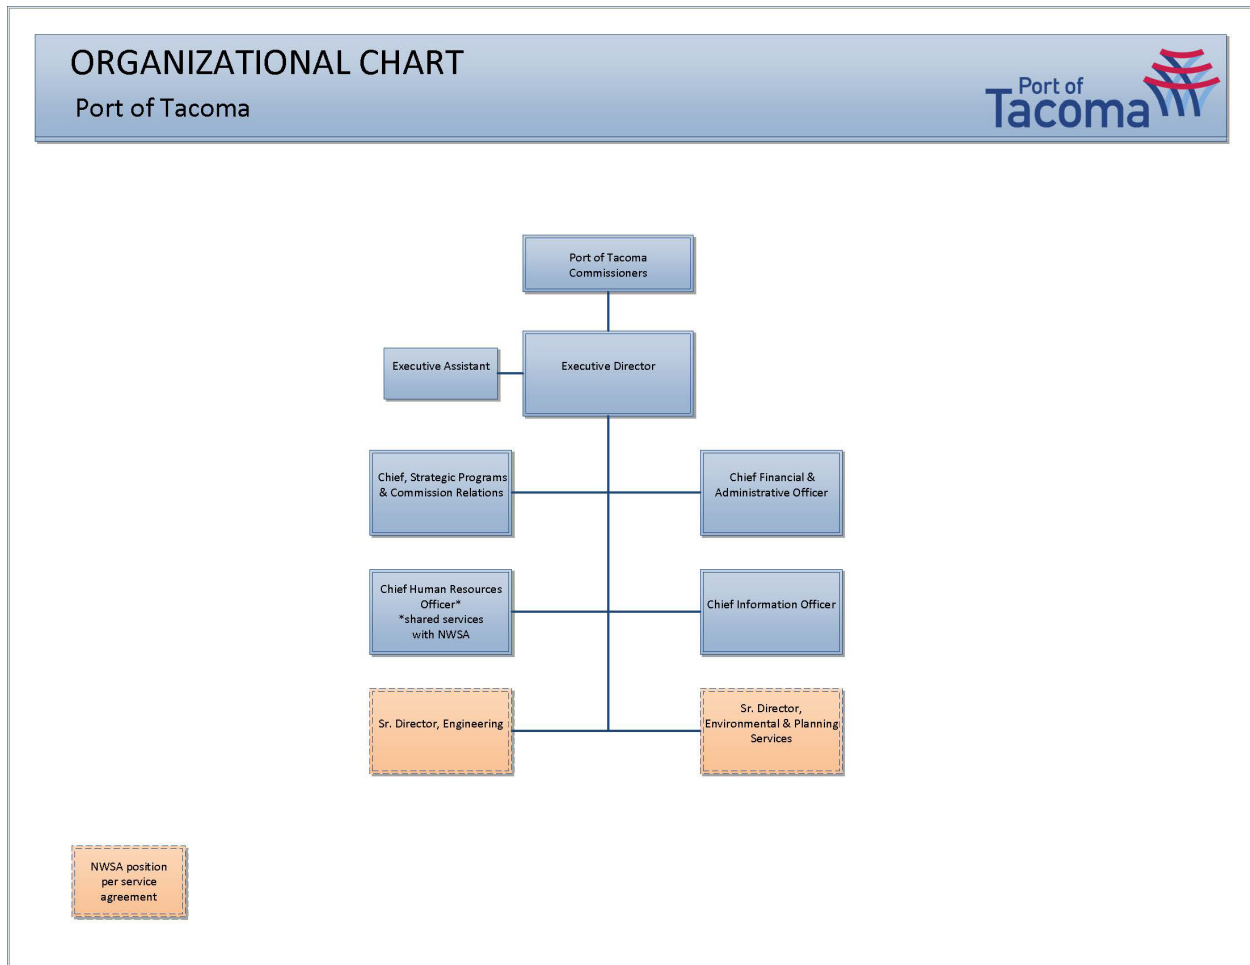 ORGANIZATIONAL CHART
Port of Tacoma
Port of
Tacoma
Port of Tacoma
Commissioners
Executive Assistant
Executive Director
Chief, Strategic Programs
& Commission Relations
Chief Financial &
Administrative Officer
Chief Human Resources
Officer*
*shared services
with NWSA
Chief Information Officer
Sr. Director, Engineering
Sr. Director,
Environmental & Planning
Services
NWSA position
per service
agreement